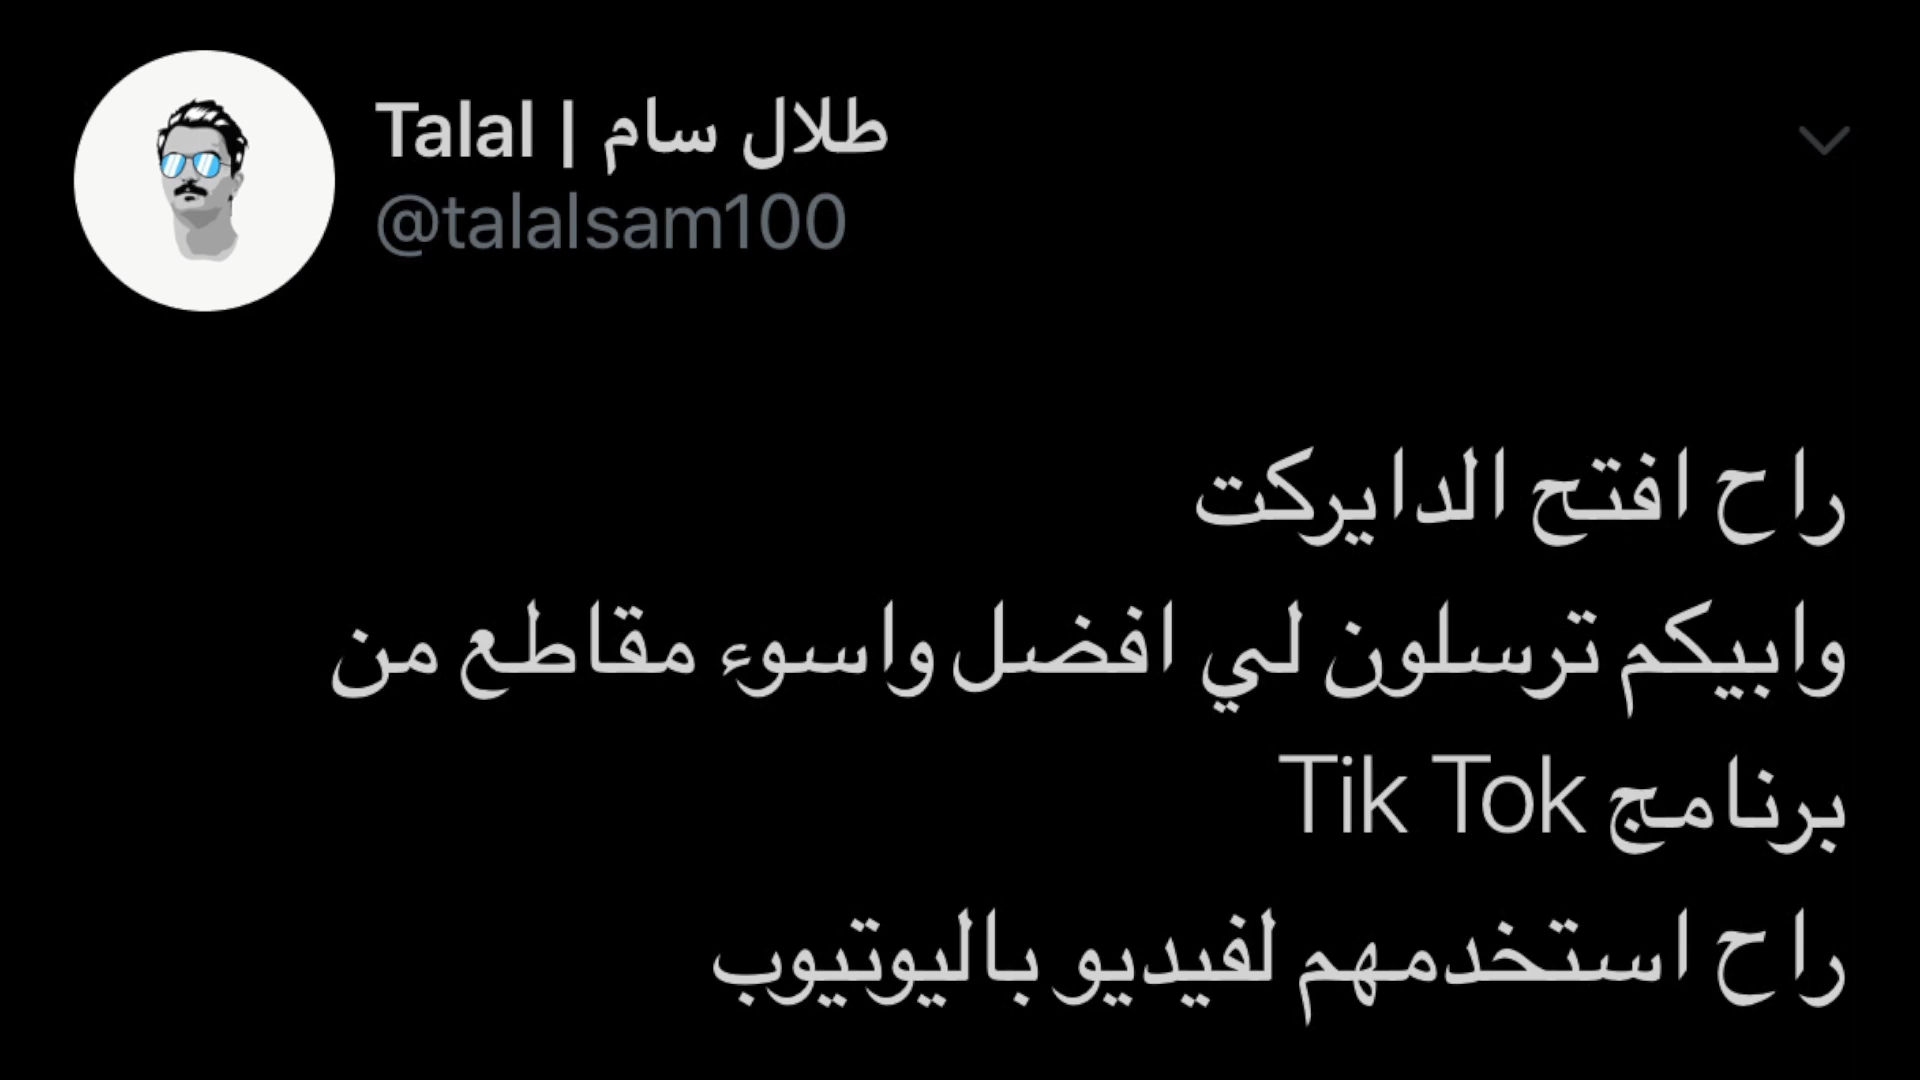 Talal | طلال سام
@talalsam100
راح افتح الدايركت
وابيكم ترسلون لي افضل واسوء مقاطع من
برنامج Tik Tok
راح استخدمهم لفيديو باليوتيوب